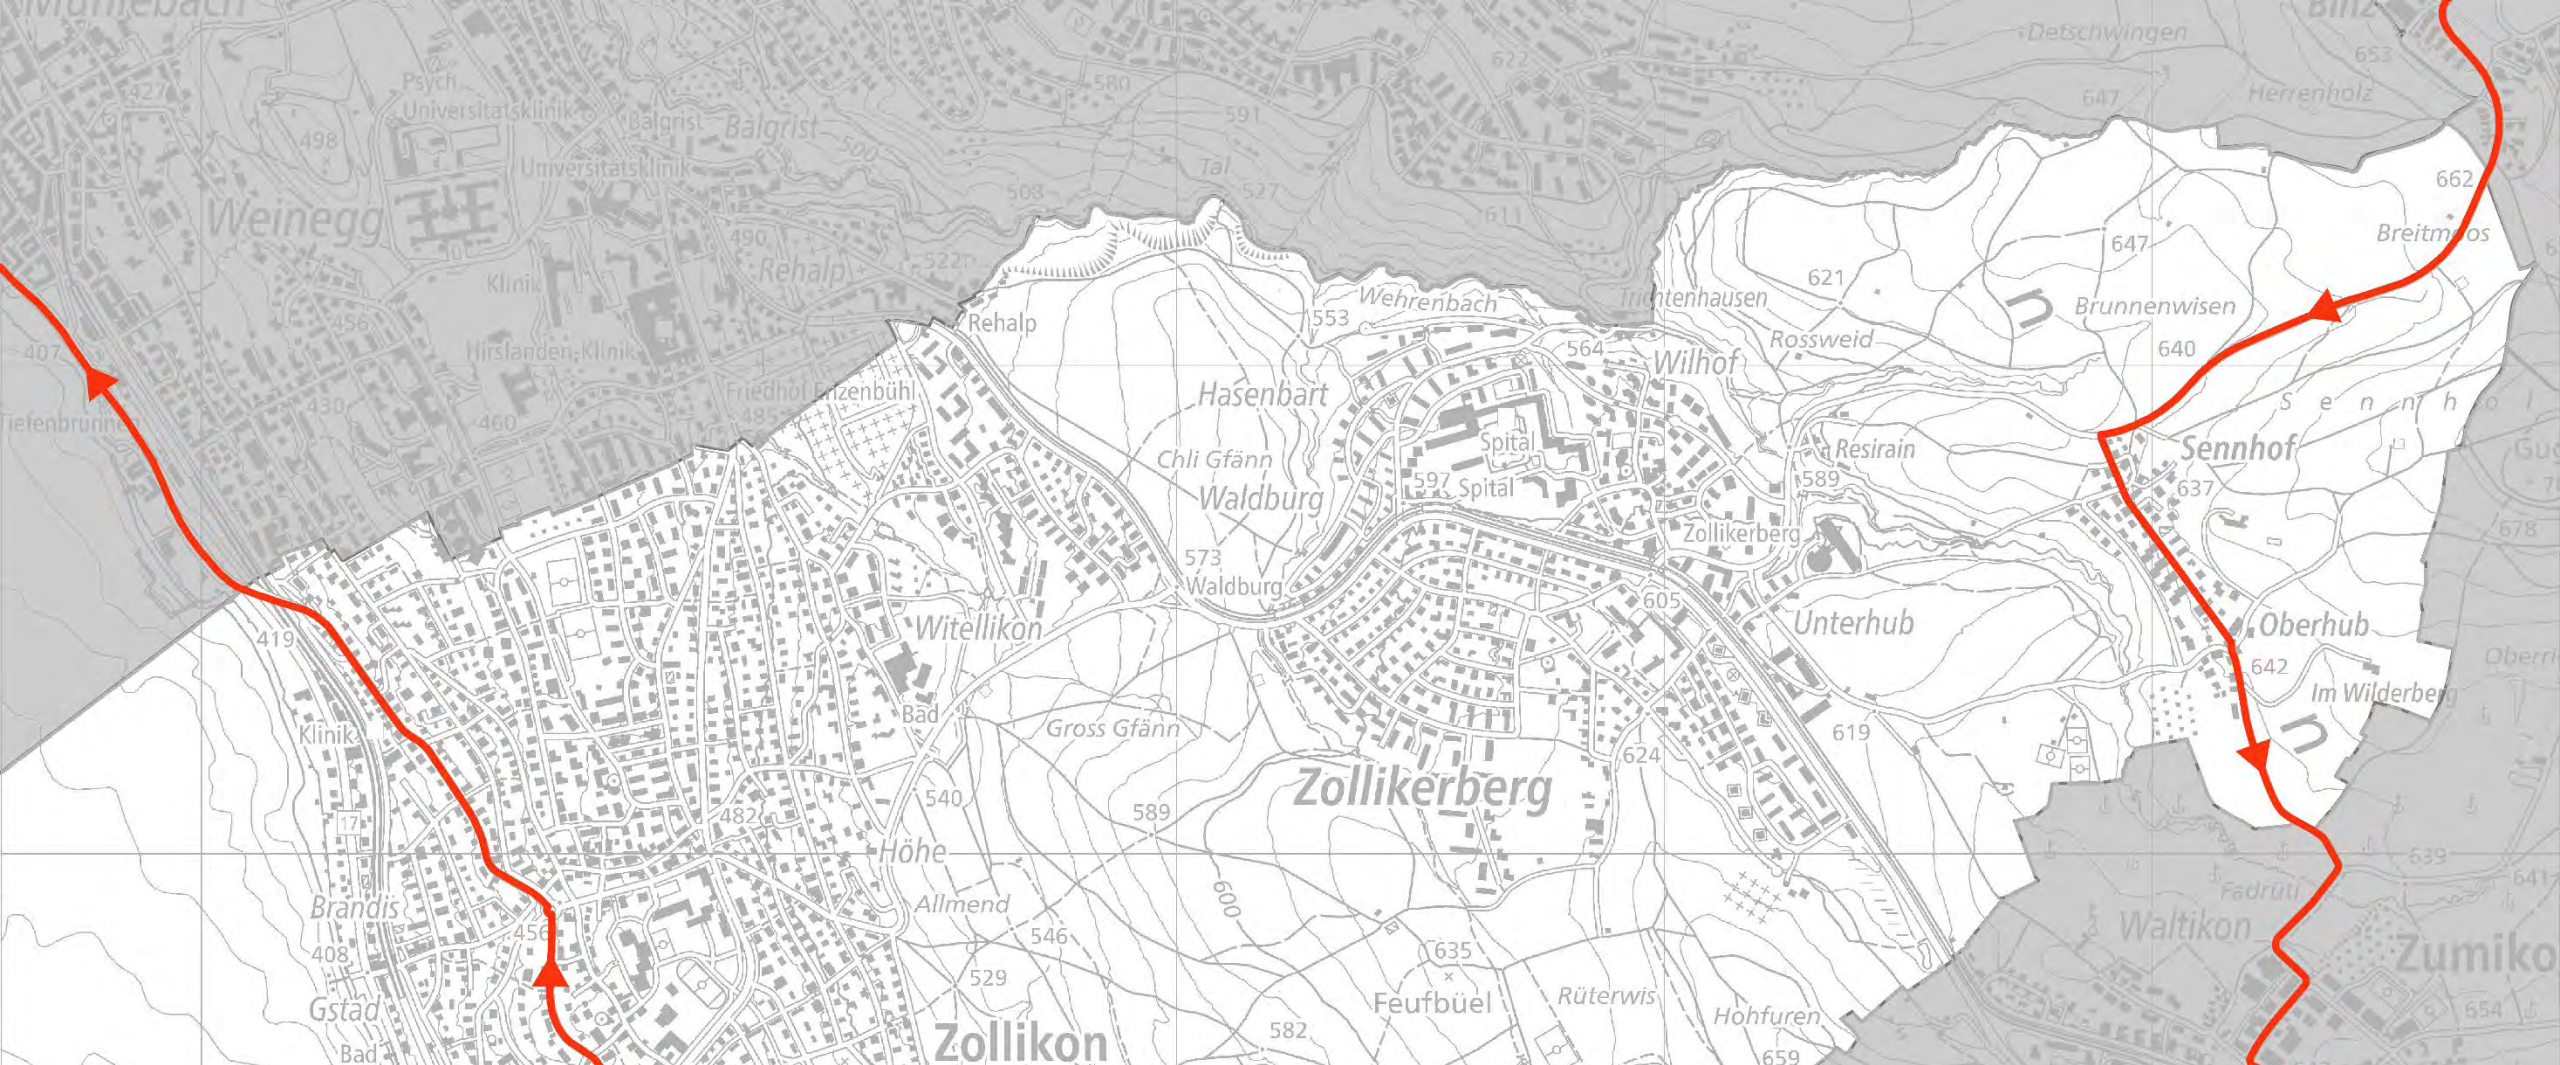 Mühlebach
Binz
Detschwingen
622
653
Psych.
Universitätsklinik
427
580
647
Herrenholz
591
Balgrist
Balgrist
498
500
Universitätsklinik
Tal
508
527
662
Weinegg
611
490
Rehalp
522
647
Breitmoos
Klinik
621
Wehrenbach
Trichtenhausen
Brunnenwisen
456
Rehalp
553
n
407
Hirslanden-Klinik
564
Wilhof
Rossweid
640
Friedhof Enzenbühl
Hasenbart
430
485
460
Sennhol
Tiefenbrunnen
Spital
Resirain
Sennhof
Chli Gfänn
597
Spital
589
637
Waldburg
678
573
Zollikerberg
Waldburg
605
419
Witellikon
Unterhub
Oberhub
642
Im Wilderberg
Klinik
Bad
Gross Gfänn
619
n
624
Zollikerberg
540
589
17
482
Höhe
639
641
Fadrüti
Brandis
Allmend
600
Waltikon
456
546
408
635
Zumiko
529
Gstad
Feufbüel
Rüterwis
654
582
Hohfuren
Zollikon
Bad
659